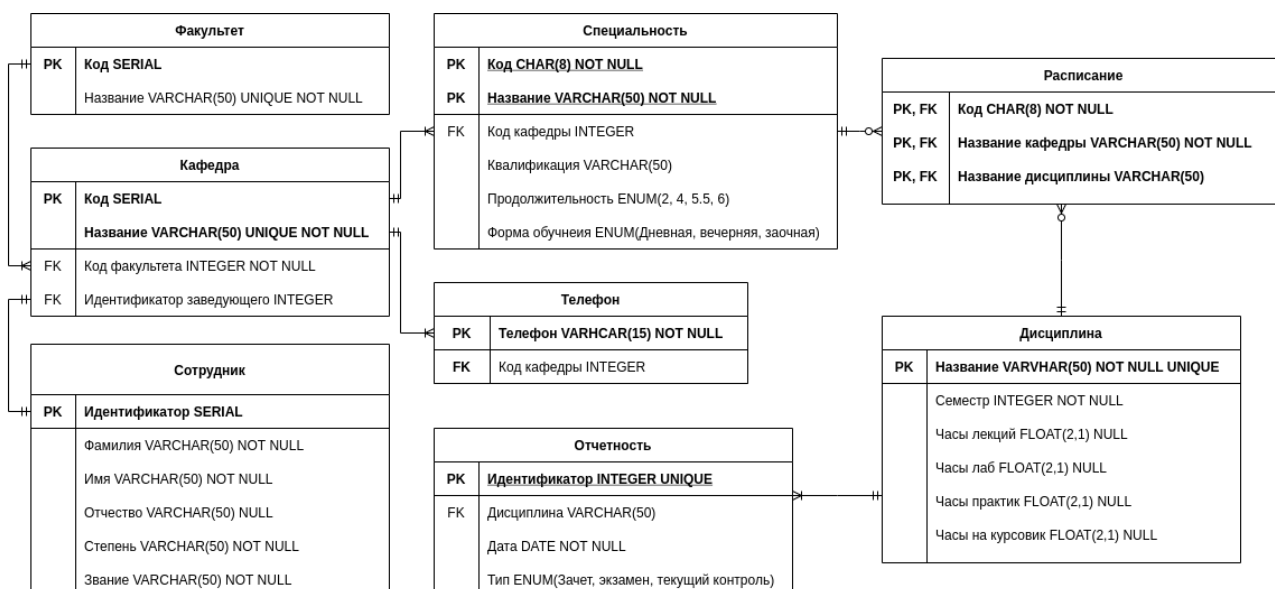 Факультет
PK Код SERIAL
Название VARCHAR(50) UNIQUE NOT NULL
Кафедра
PK Код SERIAL
Название VARCHAR(50) UNIQUE NOT NULL
FK Код факультета INTEGER NOT NULL
FK Идентификатор заведующего INTEGER
Сотрудник
PK Идентификатор SERIAL
Фамилия VARCHAR(50) NOT NULL
Имя VARCHAR(50) NOT NULL
Отчество VARCHAR(50) NULL
Степень VARCHAR(50) NOT NULL
Звание VARCHAR(50) NOT NULL
Специальность
PK Код CHAR(8) NOT NULL
PK Название VARCHAR(50) NOT NULL
FK Код кафедры INTEGER
Квалификация VARCHAR(50)
Продолжительность ENUM(2, 4, 5.5, 6)
Форма обучнеия ENUM(Дневная, вечерняя, заочная)
Телефон
PK Телефон VARHCAR(15) NOT NULL
FK Код кафедры INTEGER
Отчетность
PK Идентификатор INTEGER UNIQUE
FK Дисциплина VARCHAR(50)
Дата DATE NOT NULL
Тип ENUM(Зачет, экзамен, текущий контроль)
Расписание
PK, FK Код CHAR(8) NOT NULL
PK, FK Название кафедры VARCHAR(50) NOT NULL
PK, FK Название дисциплины VARCHAR(50)
Дисциплина
PK Название VARVHAR(50) NOT NULL UNIQUE
Семестр INTEGER NOT NULL
Часы лекций FLOAT(2,1) NULL
Часы лаб FLOAT(2,1) NULL
Часы практик FLOAT(2,1) NULL
Часы на курсовик FLOAT(2,1) NULL